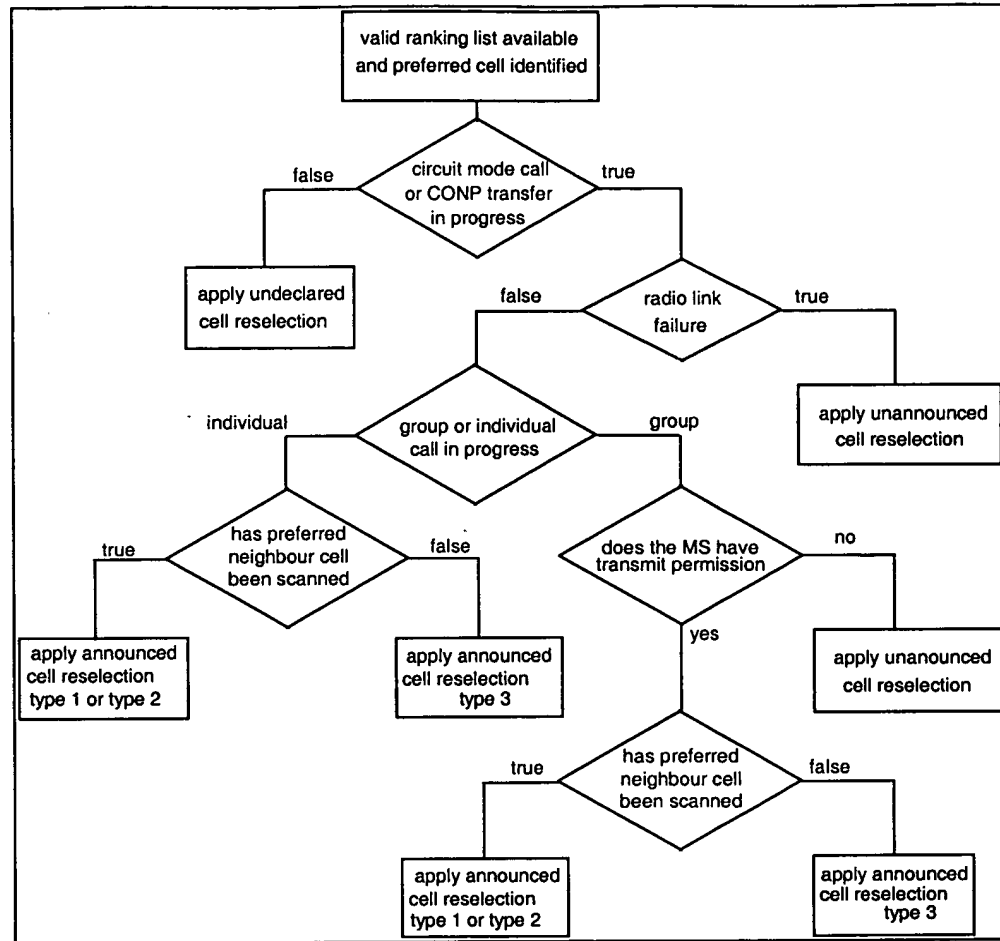 valid ranking list available
and preferred cell identified
false
circuit mode call
or CONP transfer
in progress
true
apply undeclared
cell reselection
false
radio link
failure
true
individual
group or individual
call in progress
group
apply unannounced
cell reselection
true
has preferred
neighbour cell
been scanned
false
does the MS have
transmit permission
no
yes
apply announced
cell reselection
type 1 or type 2
apply announced
cell reselection
type 3
apply unanounced
cell reselection
true
has preferred
neighbour cell
been scanned
false
apply announced
cell reselection
type 1 or type 2
apply announced
cell reselection
type 3